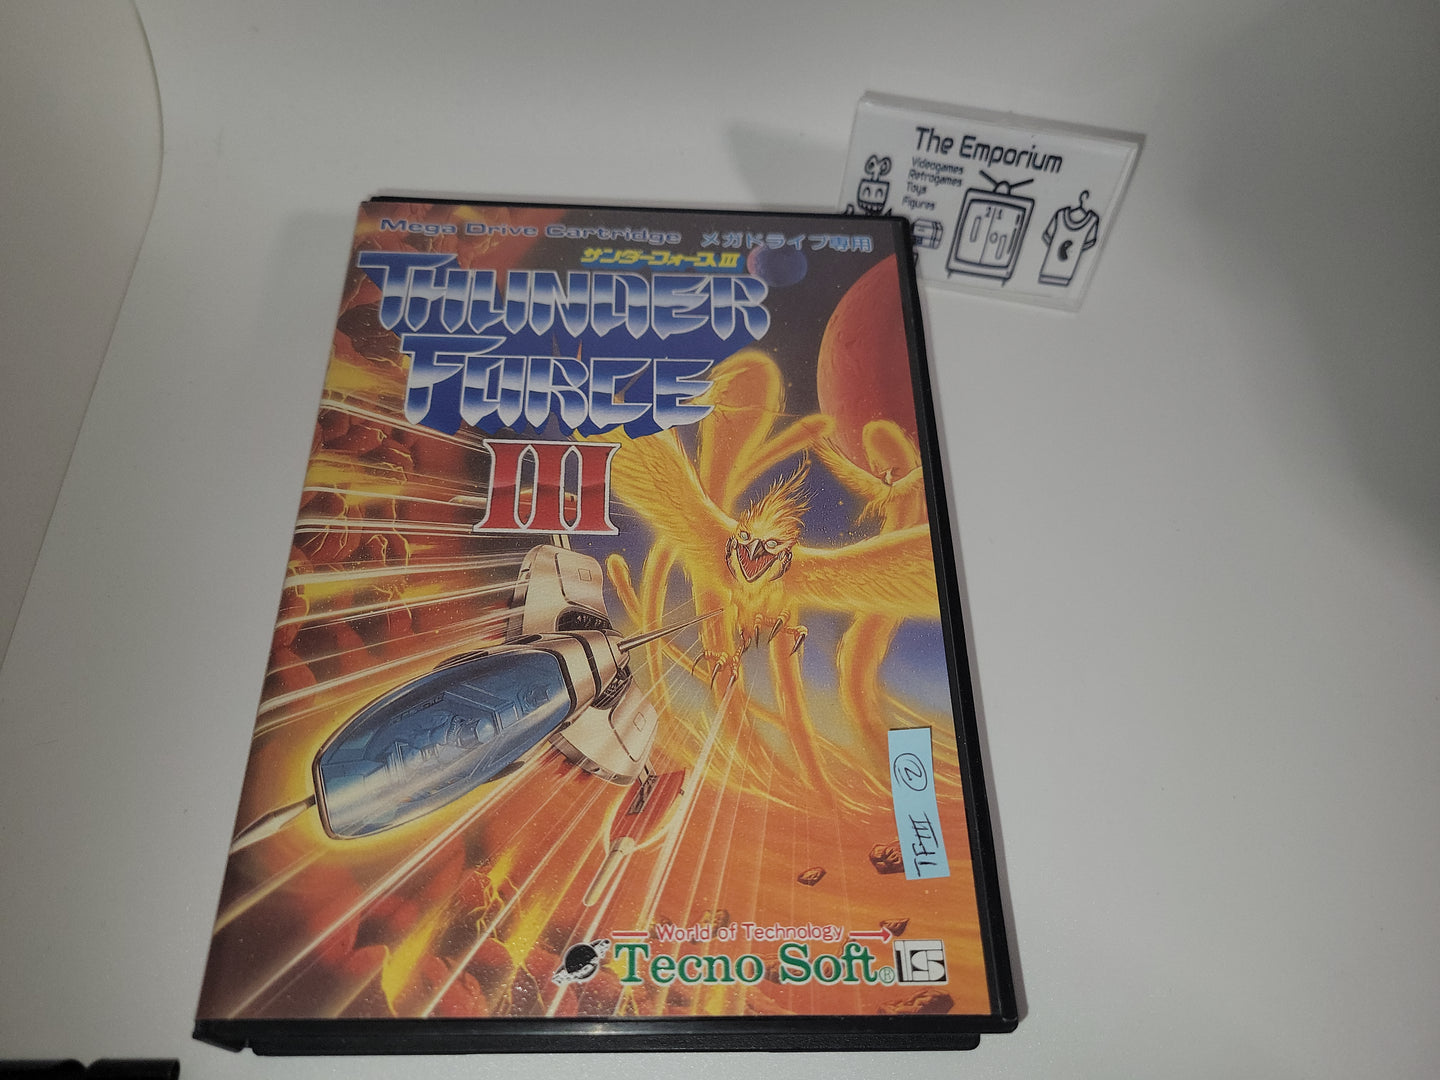 The Emporium
Videogames
Retrogames
Toys
Figures
Mega Drive Cartridge メガドライブ専用
サンダーフォースIII
THUNDER
FORCE
III
② TFIII
World of Technology
Tecno Soft®